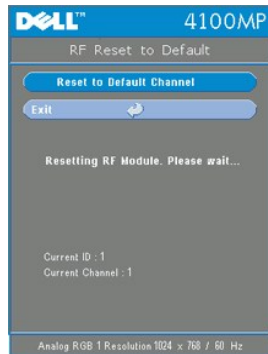 DELL™ 4100MP
RF Reset to Default
Reset to Default Channel
Exit
Resetting RF Module. Please wait...
Current ID : 1
Current Channel : 1
Analog RGB 1 Resolution 1024 x 768 / 60 Hz